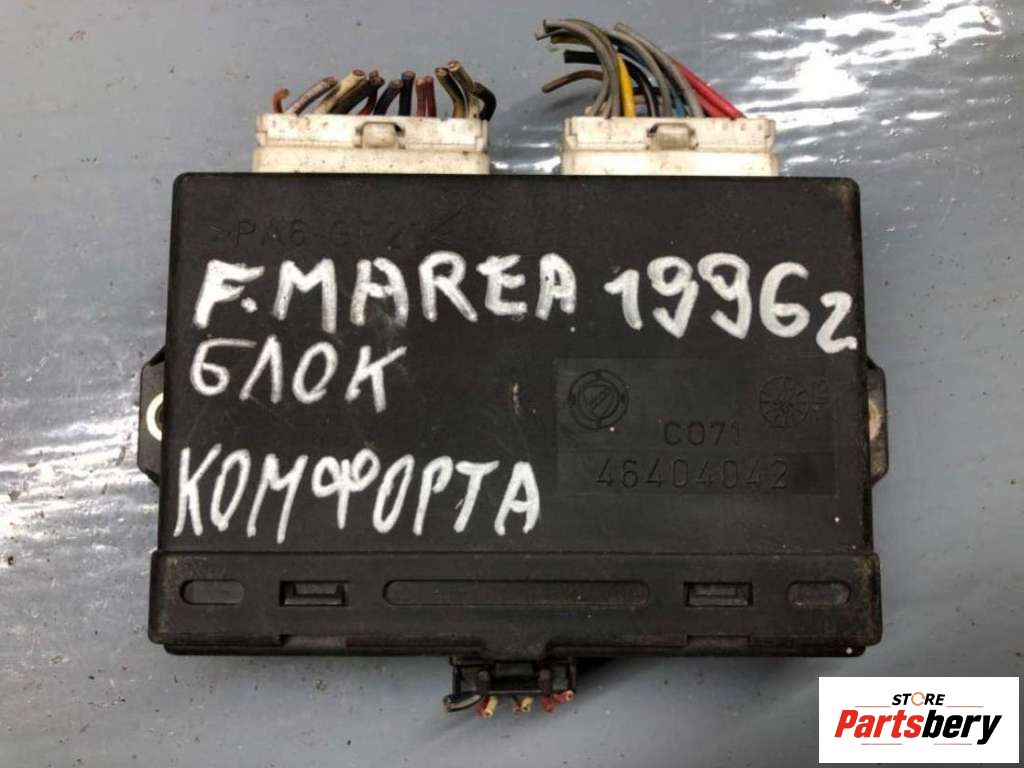 F.MAREA 1996г
БЛОК
КОМФОРТА
C071
46404042
STORE
Partsbery